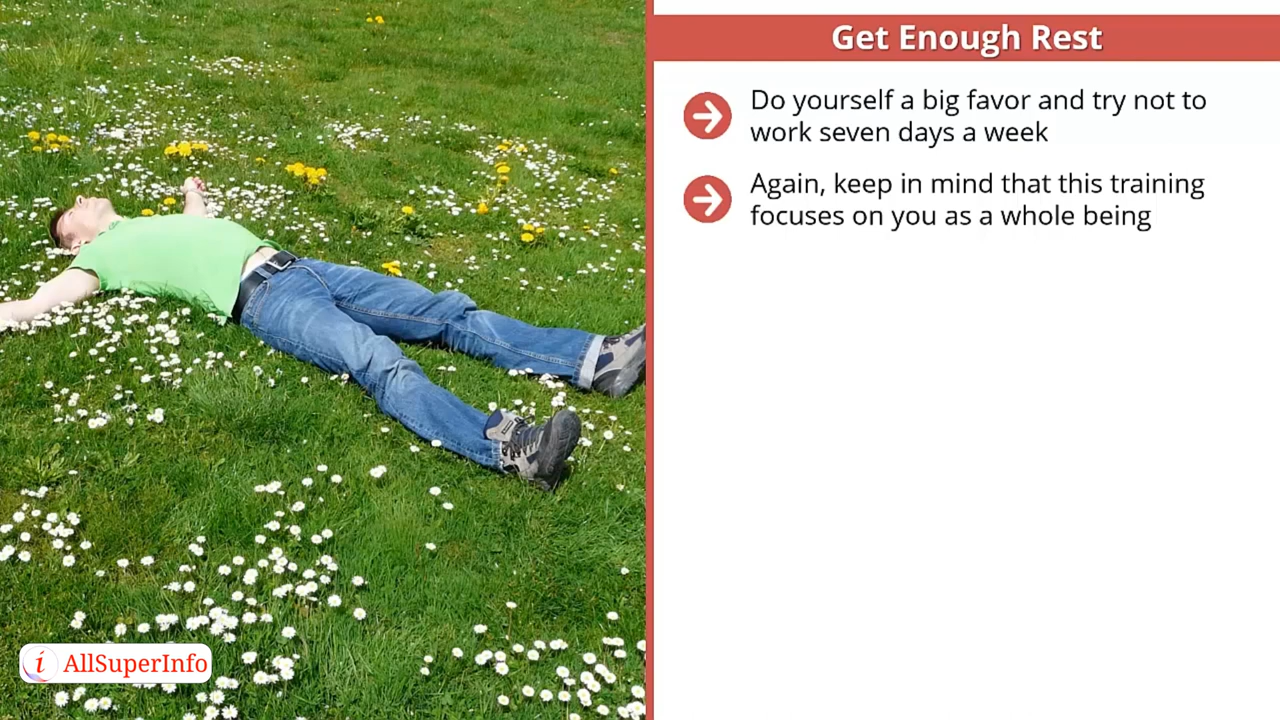 Get Enough Rest
Do yourself a big favor and try not to
work seven days a week
Again, keep in mind that this training
focuses on you as a whole being
i AllSuperInfo